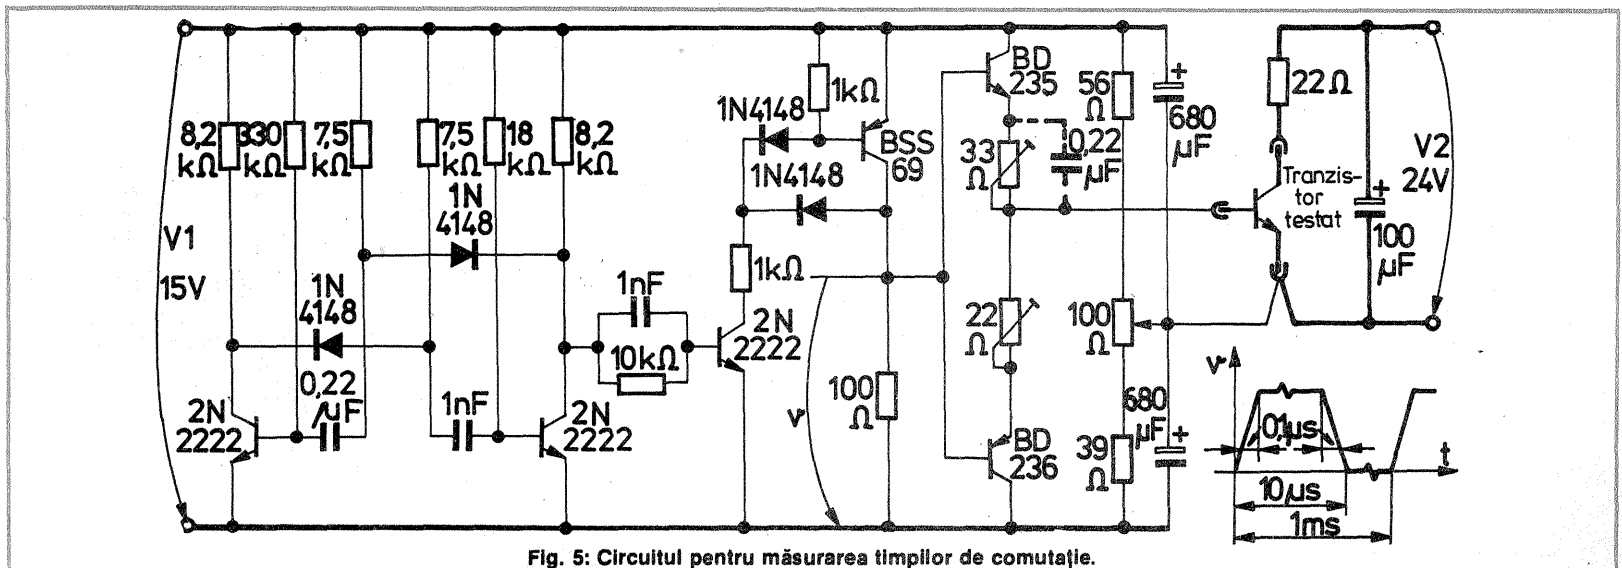 V1
15V
8,2
kΩ
330
kΩ
7,5
kΩ
7,5
kΩ
18
kΩ
8,2
kΩ
1N
4148
1N
4148
0,22
μF
2N
2222
1nF
2N
2222
1nF
10kΩ
2N
2222
1kΩ
1N4148
1N4148
1kΩ
BSS
69
100
Ω
v
BD
235
33
Ω
0,22
μF
22
Ω
BD
236
56
Ω
100
Ω
39
Ω
680
μF
+
680
μF
+
22Ω
Tranzis-
tor
testat
+
100
μF
V2
24V
v
0,1μs
t
10μs
1ms
Fig. 5: Circuitul pentru măsurarea timpilor de comutație.